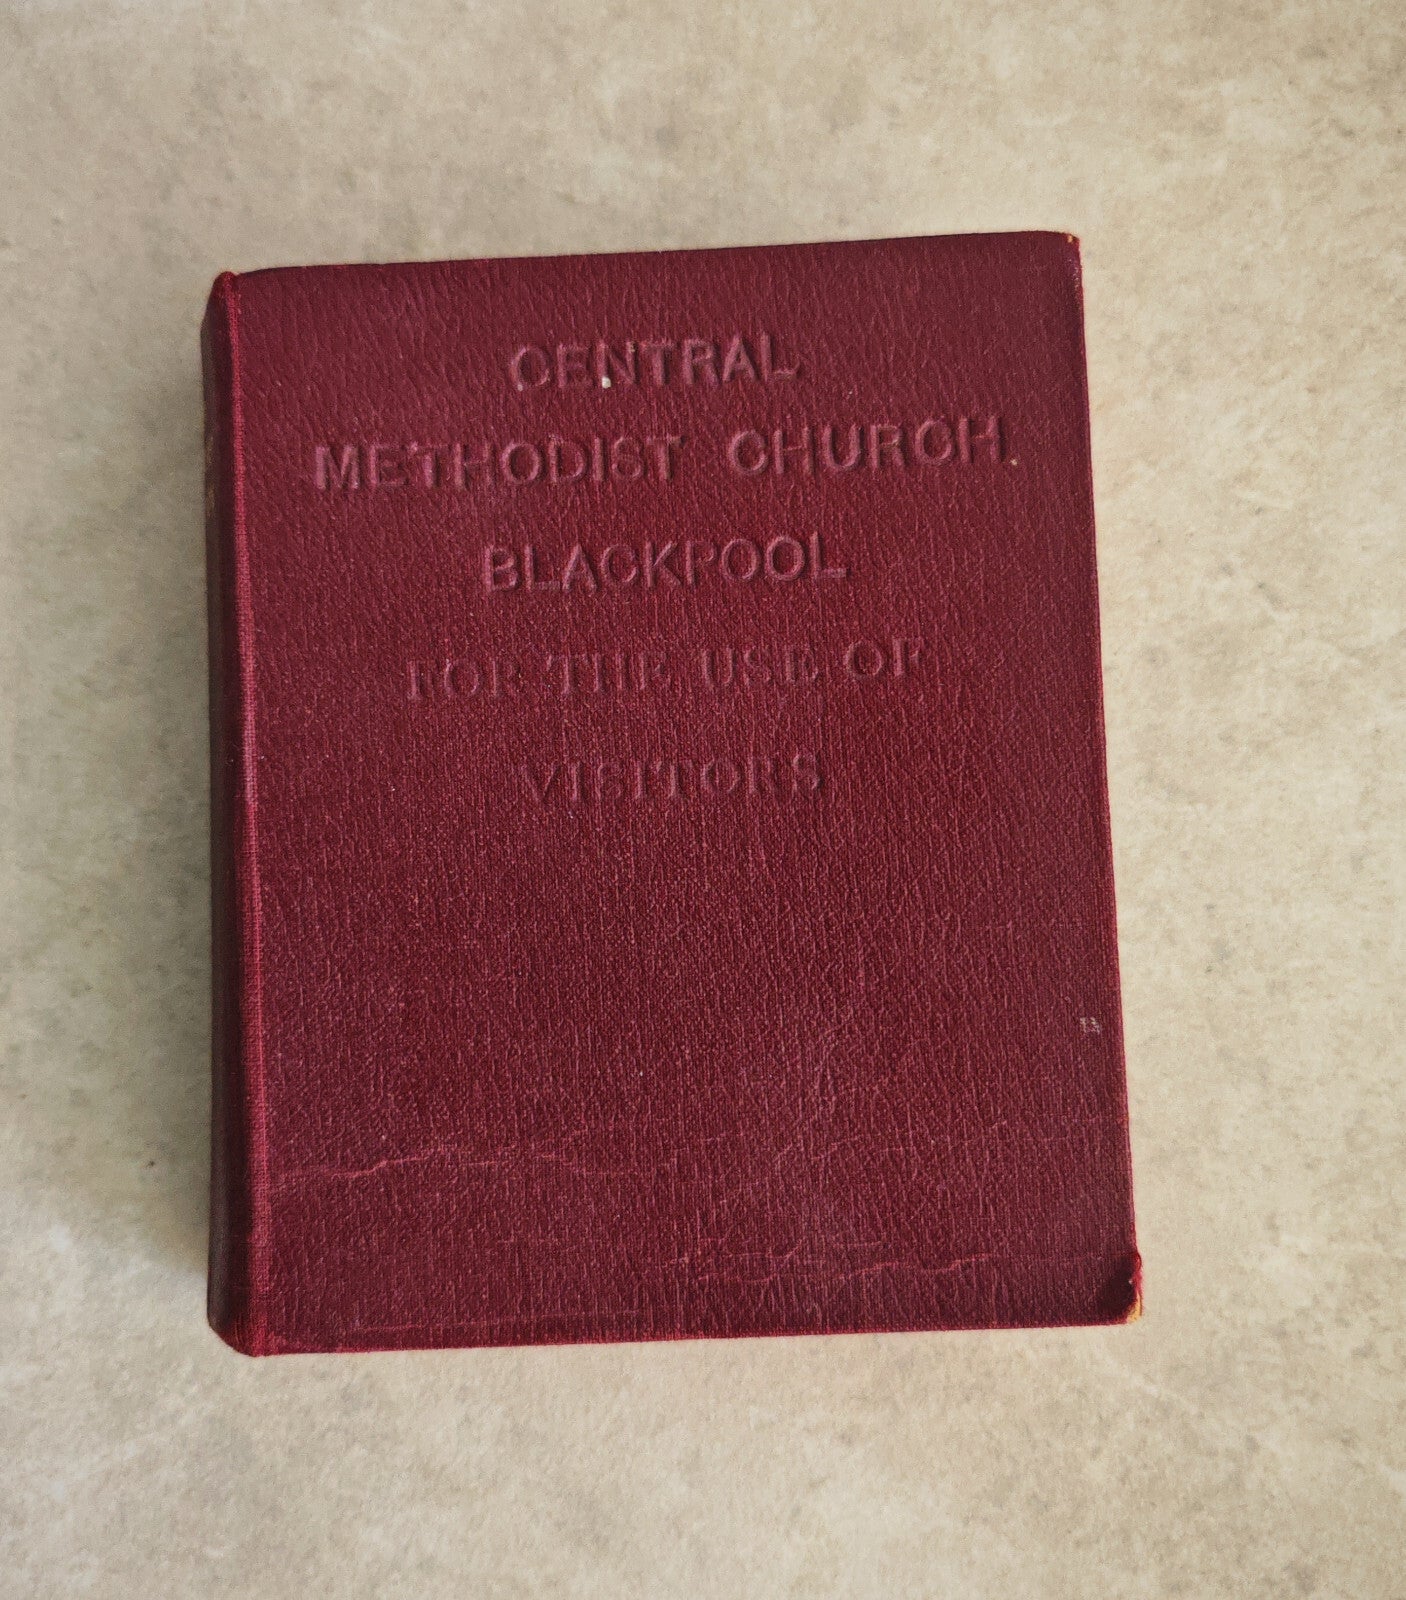 CENTRAL
METHODIST CHURCH.
BLACKPOOL
FOR THE USE OF
VISITORS